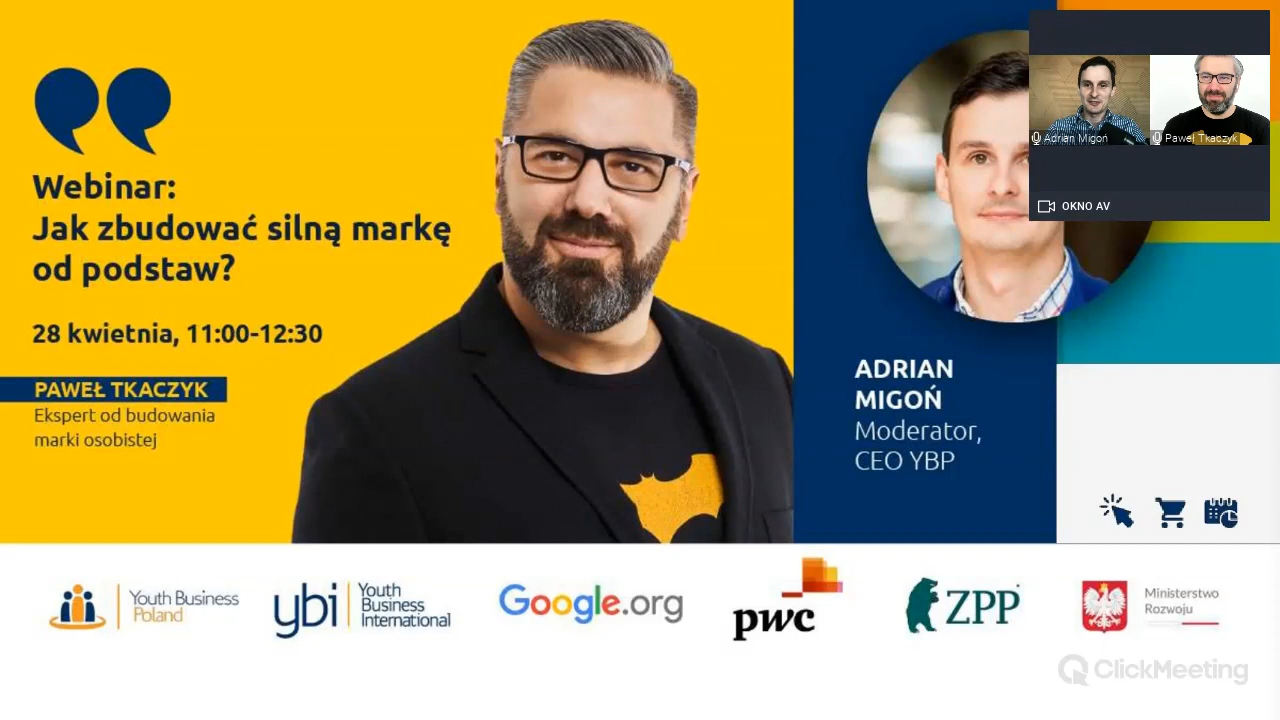 Webinar:
Jak zbudować silną markę
od podstaw?
28 kwietnia, 11:00-12:30
PAWEŁ TKACZYK
Ekspert od budowania
marki osobistej
ADRIAN
MIGOŃ
Moderator,
CEO YBP
Adrian Migoń
Paweł Tkaczyk
OKNO AV
Youth Business
Poland
ybi
Youth
Business
International
Google.org
pwc
ZPP
Ministerstwo
Rozwoju
ClickMeeting